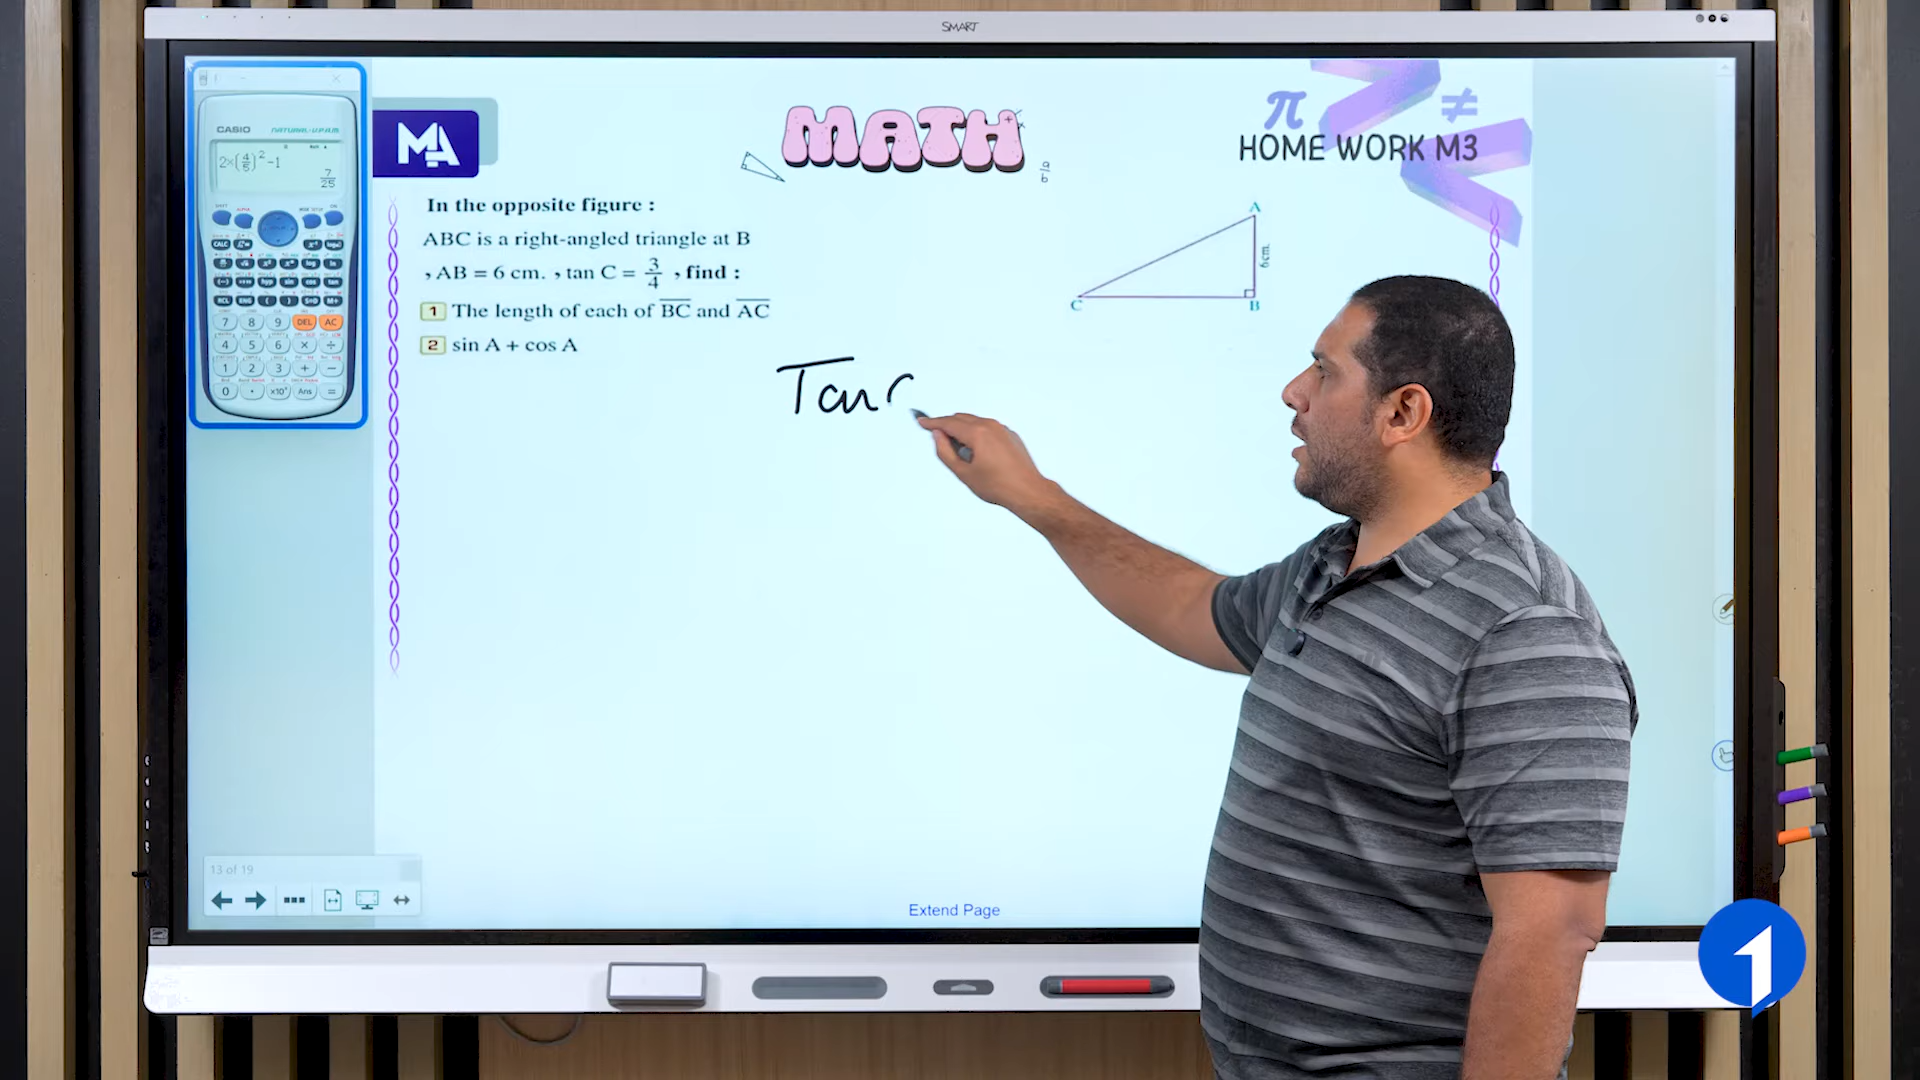 SMART
CASIO NATURAL-V.P.A.M.
2×(4/5)²-1
7/25
MA
MATH
π ≠
HOME WORK M3
In the opposite figure :
ABC is a right-angled triangle at B
, AB = 6 cm. , tan C = 3/4 , find :
1 The length of each of BC and AC
2 sin A + cos A
A
6cm.
C
B
Tan C
13 of 19
Extend Page
1